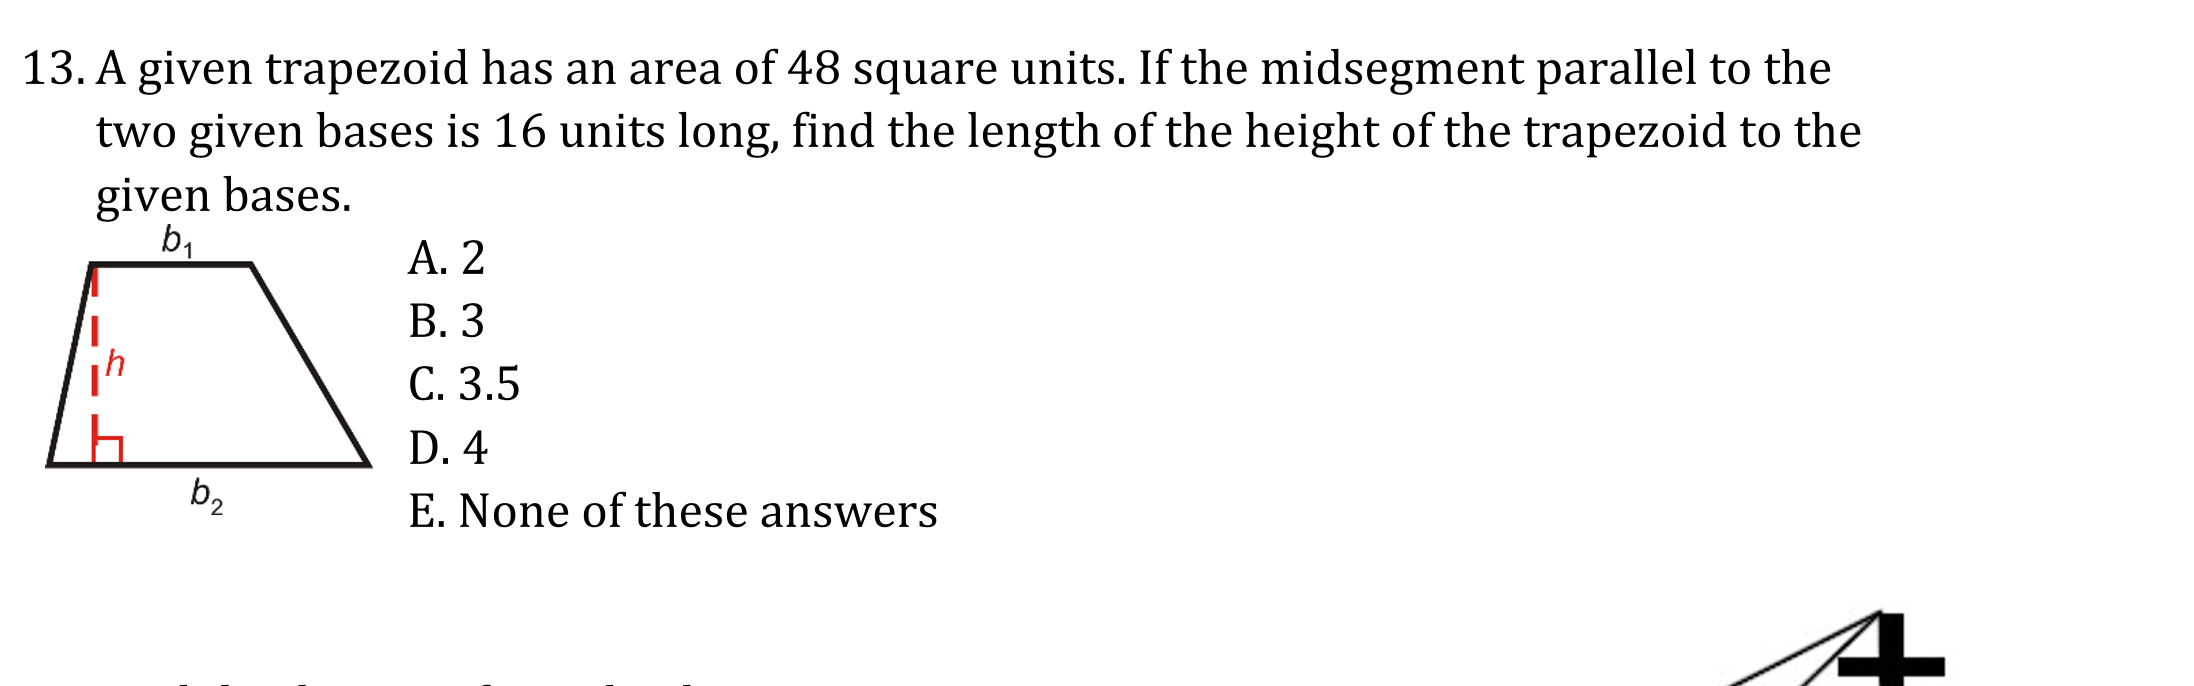 13. A given trapezoid has an area of 48 square units. If the midsegment parallel to the
two given bases is 16 units long, find the length of the height of the trapezoid to the
given bases.
b₁
h
b₂
A. 2
B. 3
C. 3.5
D. 4
E. None of these answers